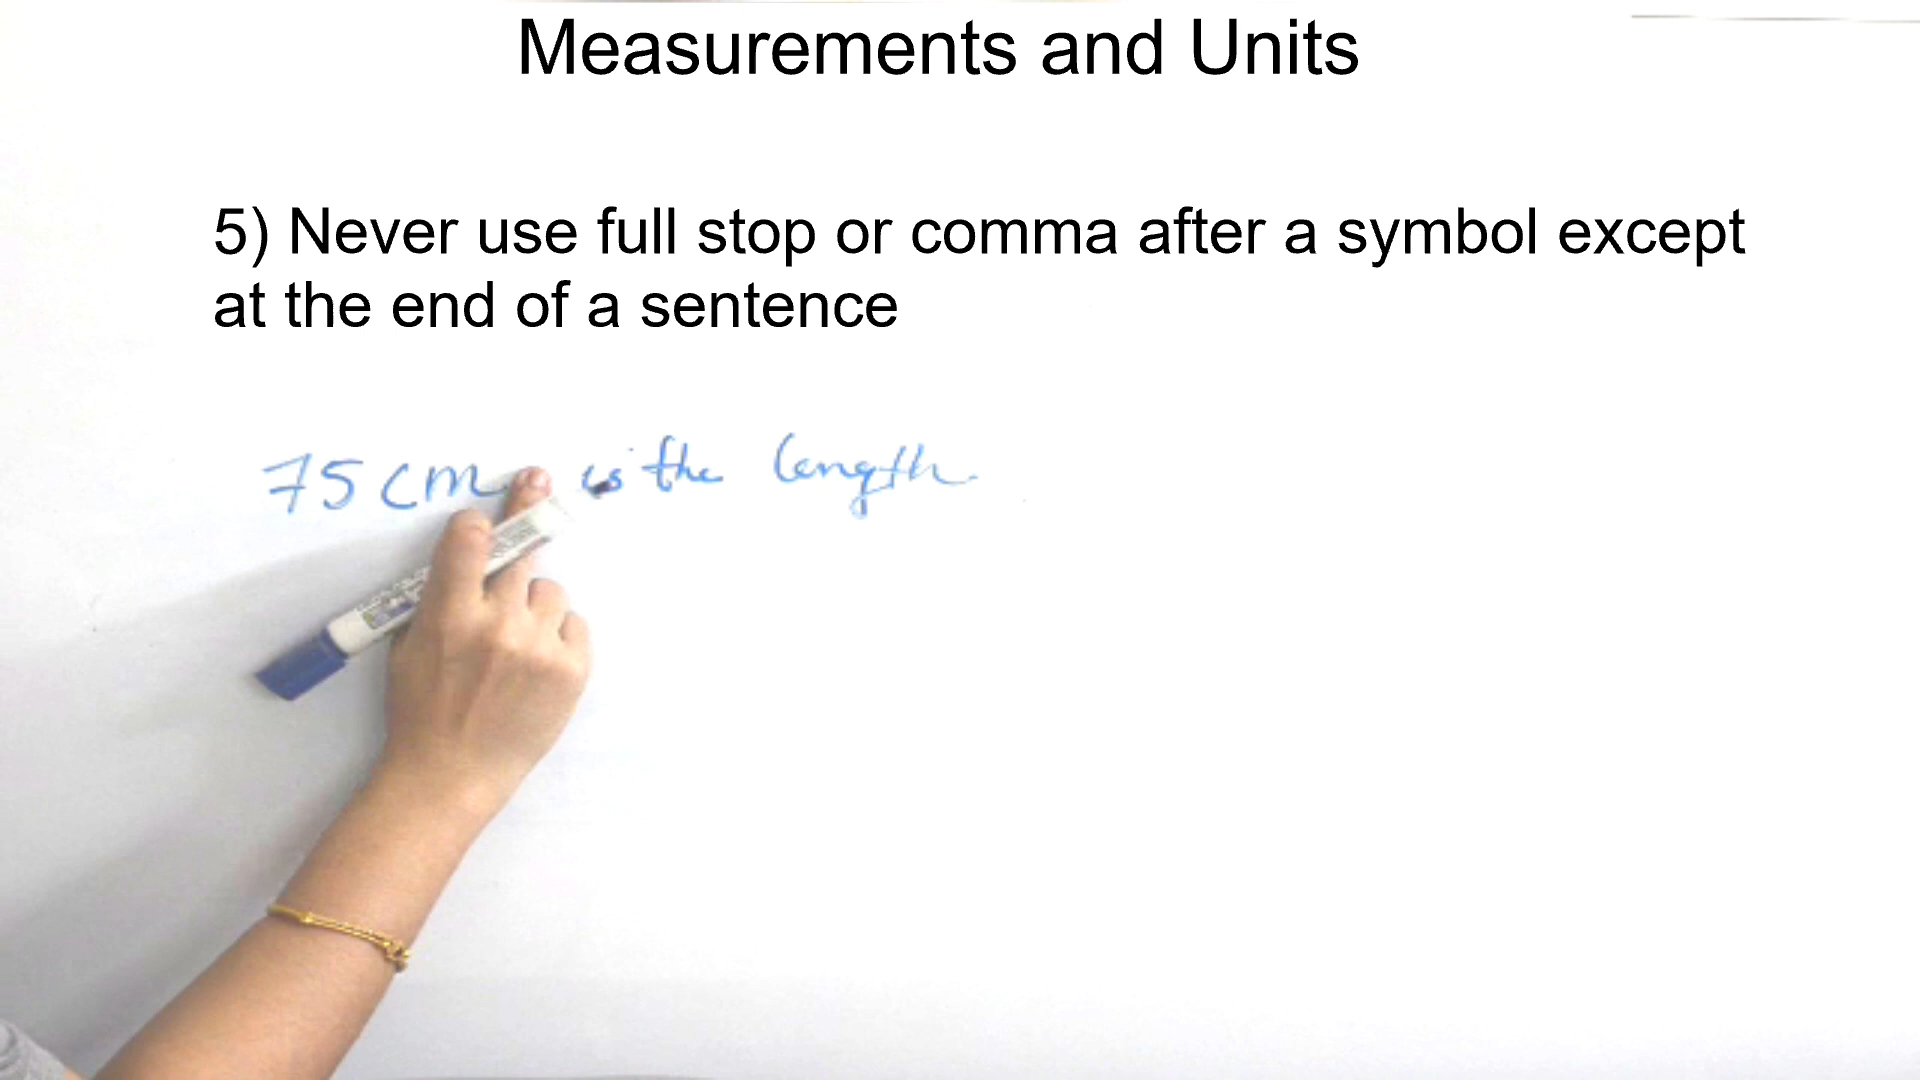 Measurements and Units
5) Never use full stop or comma after a symbol except
at the end of a sentence
75 cm is the length.